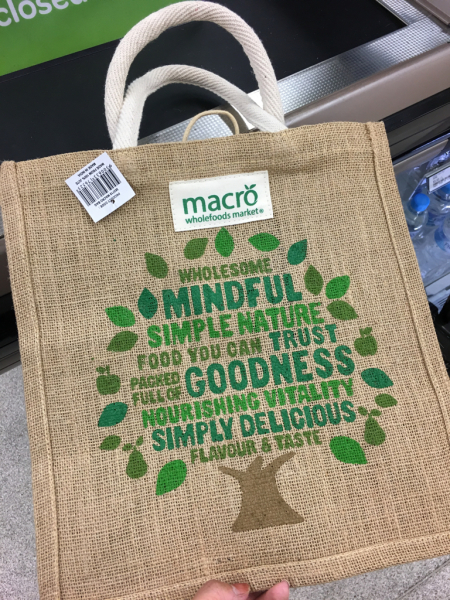 closed
macro
wholefoods market®
WHOLESOME
MINDFUL
SIMPLE NATURE
FOOD YOU CAN TRUST
PACKED
FULL OF GOODNESS
NOURISHING VITALITY
SIMPLY DELICIOUS
FLAVOUR & TASTE